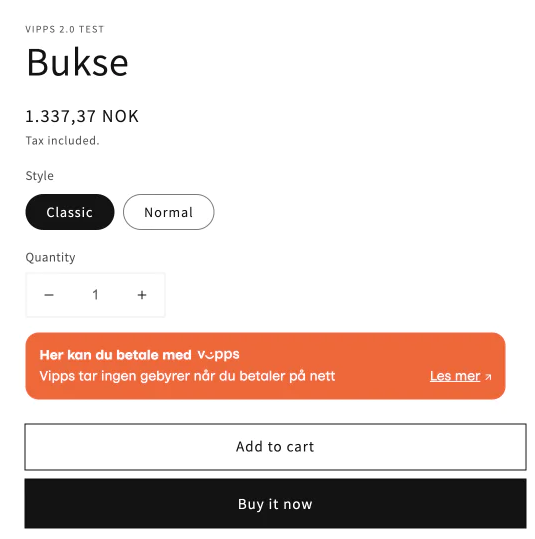 VIPPS 2.0 TEST
Bukse
1.337,37 NOK
Tax included.
Style
Classic Normal
Quantity
− 1 +
Her kan du betale med vipps
Vipps tar ingen gebyrer når du betaler på nett Les mer ↗
Add to cart
Buy it now